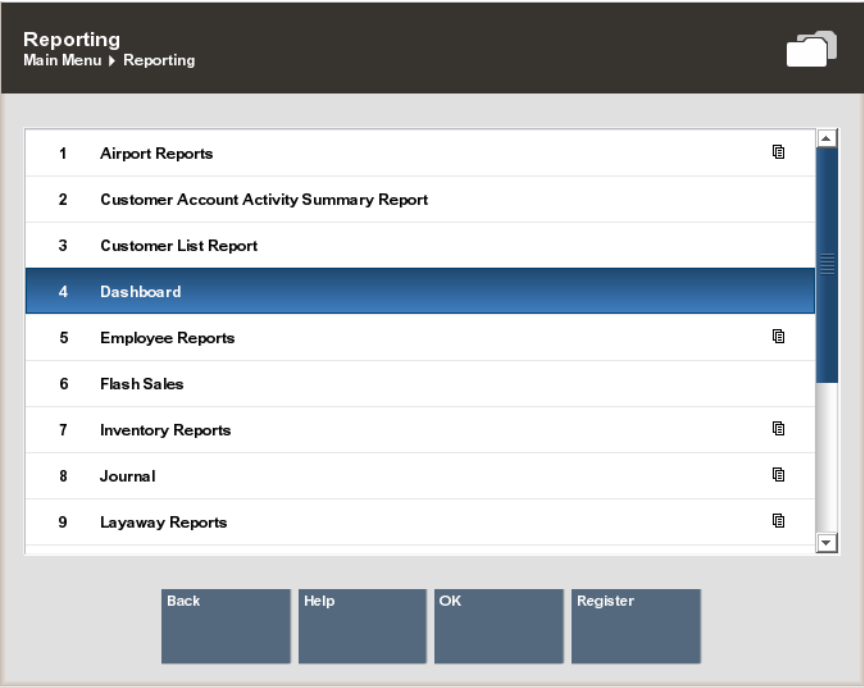 Reporting
Main Menu ▸ Reporting
1 Airport Reports
2 Customer Account Activity Summary Report
3 Customer List Report
4 Dashboard
5 Employee Reports
6 Flash Sales
7 Inventory Reports
8 Journal
9 Layaway Reports
Back Help OK Register